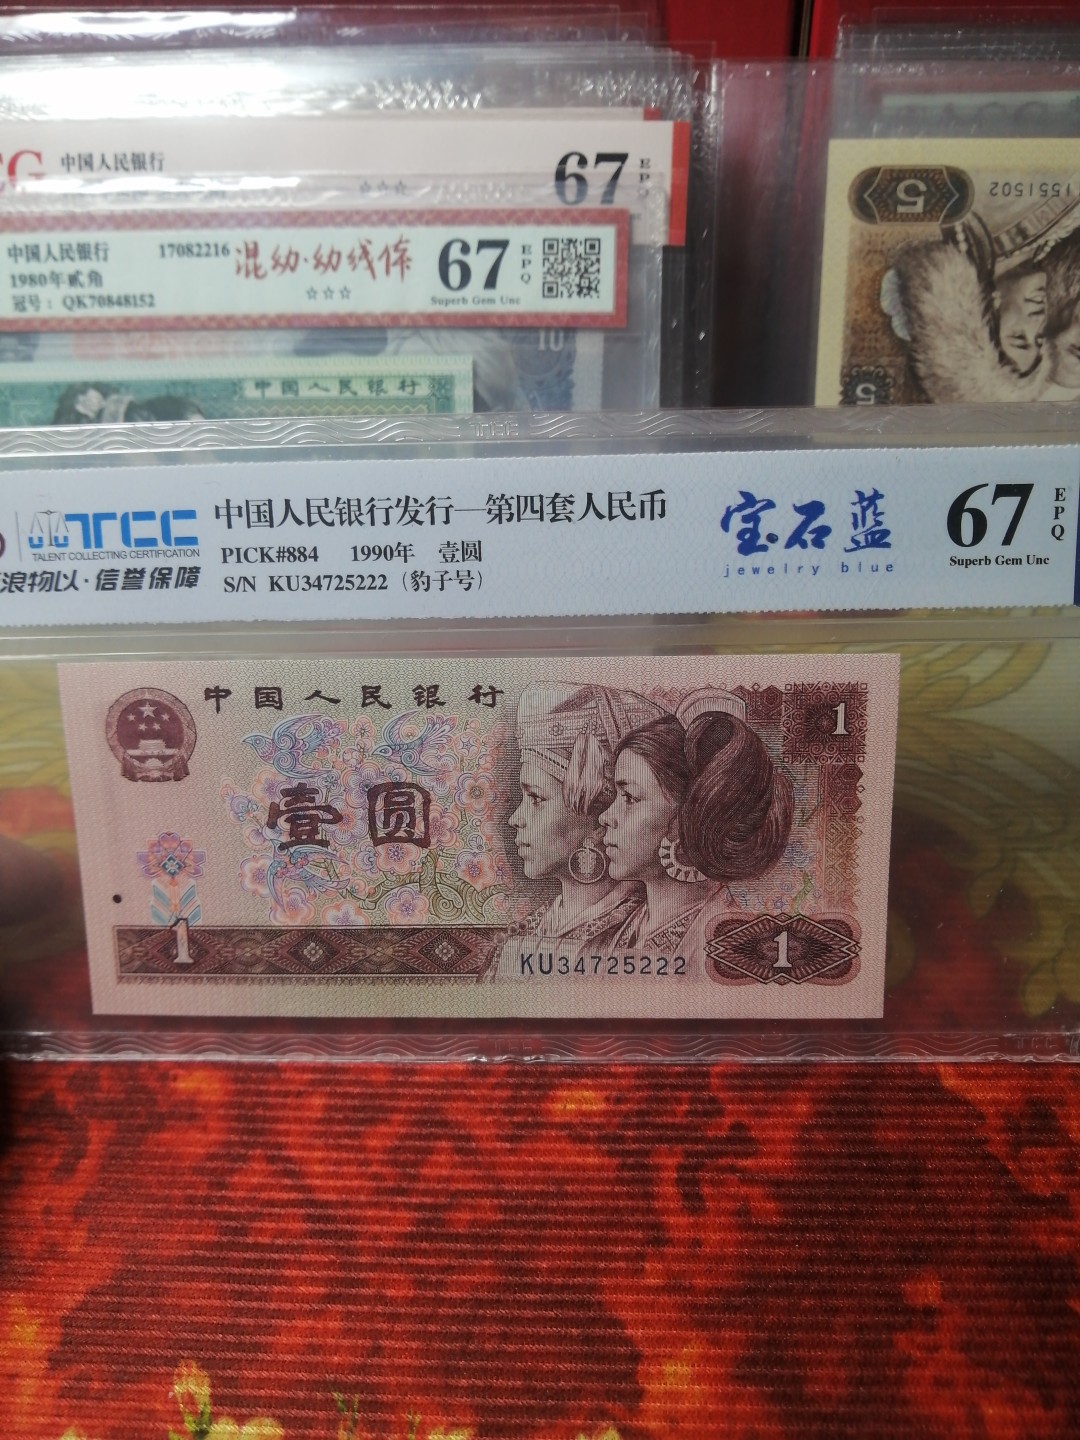 CG 中国人民银行 ☆☆☆ 67 EPQ
中国人民银行 17082216
1980年贰角
冠号：QK70848152
混幼·幼线体
☆☆☆
67 EPQ
Superb Gem Unc
10
中国人民银行
5
1551502
5
TCC
TCC
TALENT COLLECTING CERTIFICATION
浪物以·信誉保障
中国人民银行发行—第四套人民币
PICK#884 1990年 壹圆
S/N KU34725222（豹子号）
宝石蓝
jewelry blue
67 EPQ
Superb Gem Unc
中国人民银行
1
壹圆
1
KU34725222
1